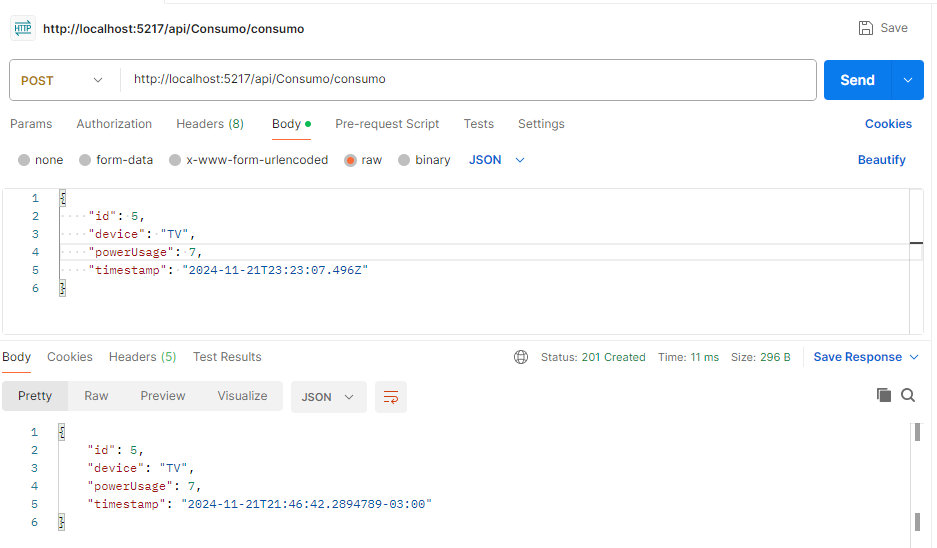 HTTP http://localhost:5217/api/Consumo/consumo Save
POST http://localhost:5217/api/Consumo/consumo Send
Params Authorization Headers (8) Body Pre-request Script Tests Settings Cookies
none form-data x-www-form-urlencoded raw binary JSON Beautify
1 {
2 ····"id":·5,
3 ····"device":·"TV",
4 ····"powerUsage":·7,
5 ····"timestamp":·"2024-11-21T23:23:07.496Z"
6 }
Body Cookies Headers (5) Test Results Status: 201 Created Time: 11 ms Size: 296 B Save Response
Pretty Raw Preview Visualize JSON
1 {
2 "id": 5,
3 "device": "TV",
4 "powerUsage": 7,
5 "timestamp": "2024-11-21T21:46:42.2894789-03:00"
6 }